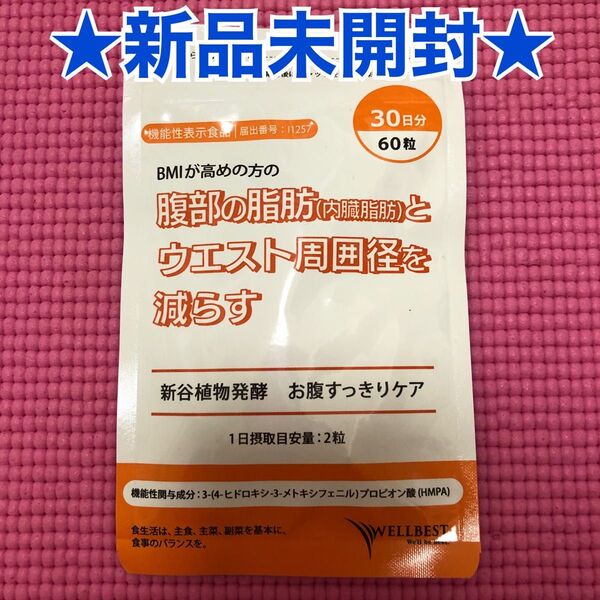 ★新品未開封★
機能性表示食品｜届出番号：I1257
30日分
60粒
BMIが高めの方の
腹部の脂肪(内臓脂肪)と
ウエスト周囲径を
減らす
新谷植物発酵 お腹すっきりケア
1日摂取目安量：2粒
機能性関与成分：3-(4-ヒドロキシ-3-メトキシフェニル)プロピオン酸(HMPA)
食生活は、主食、主菜、副菜を基本に、
食事のバランスを。
WELLBEST
We'll be Best.